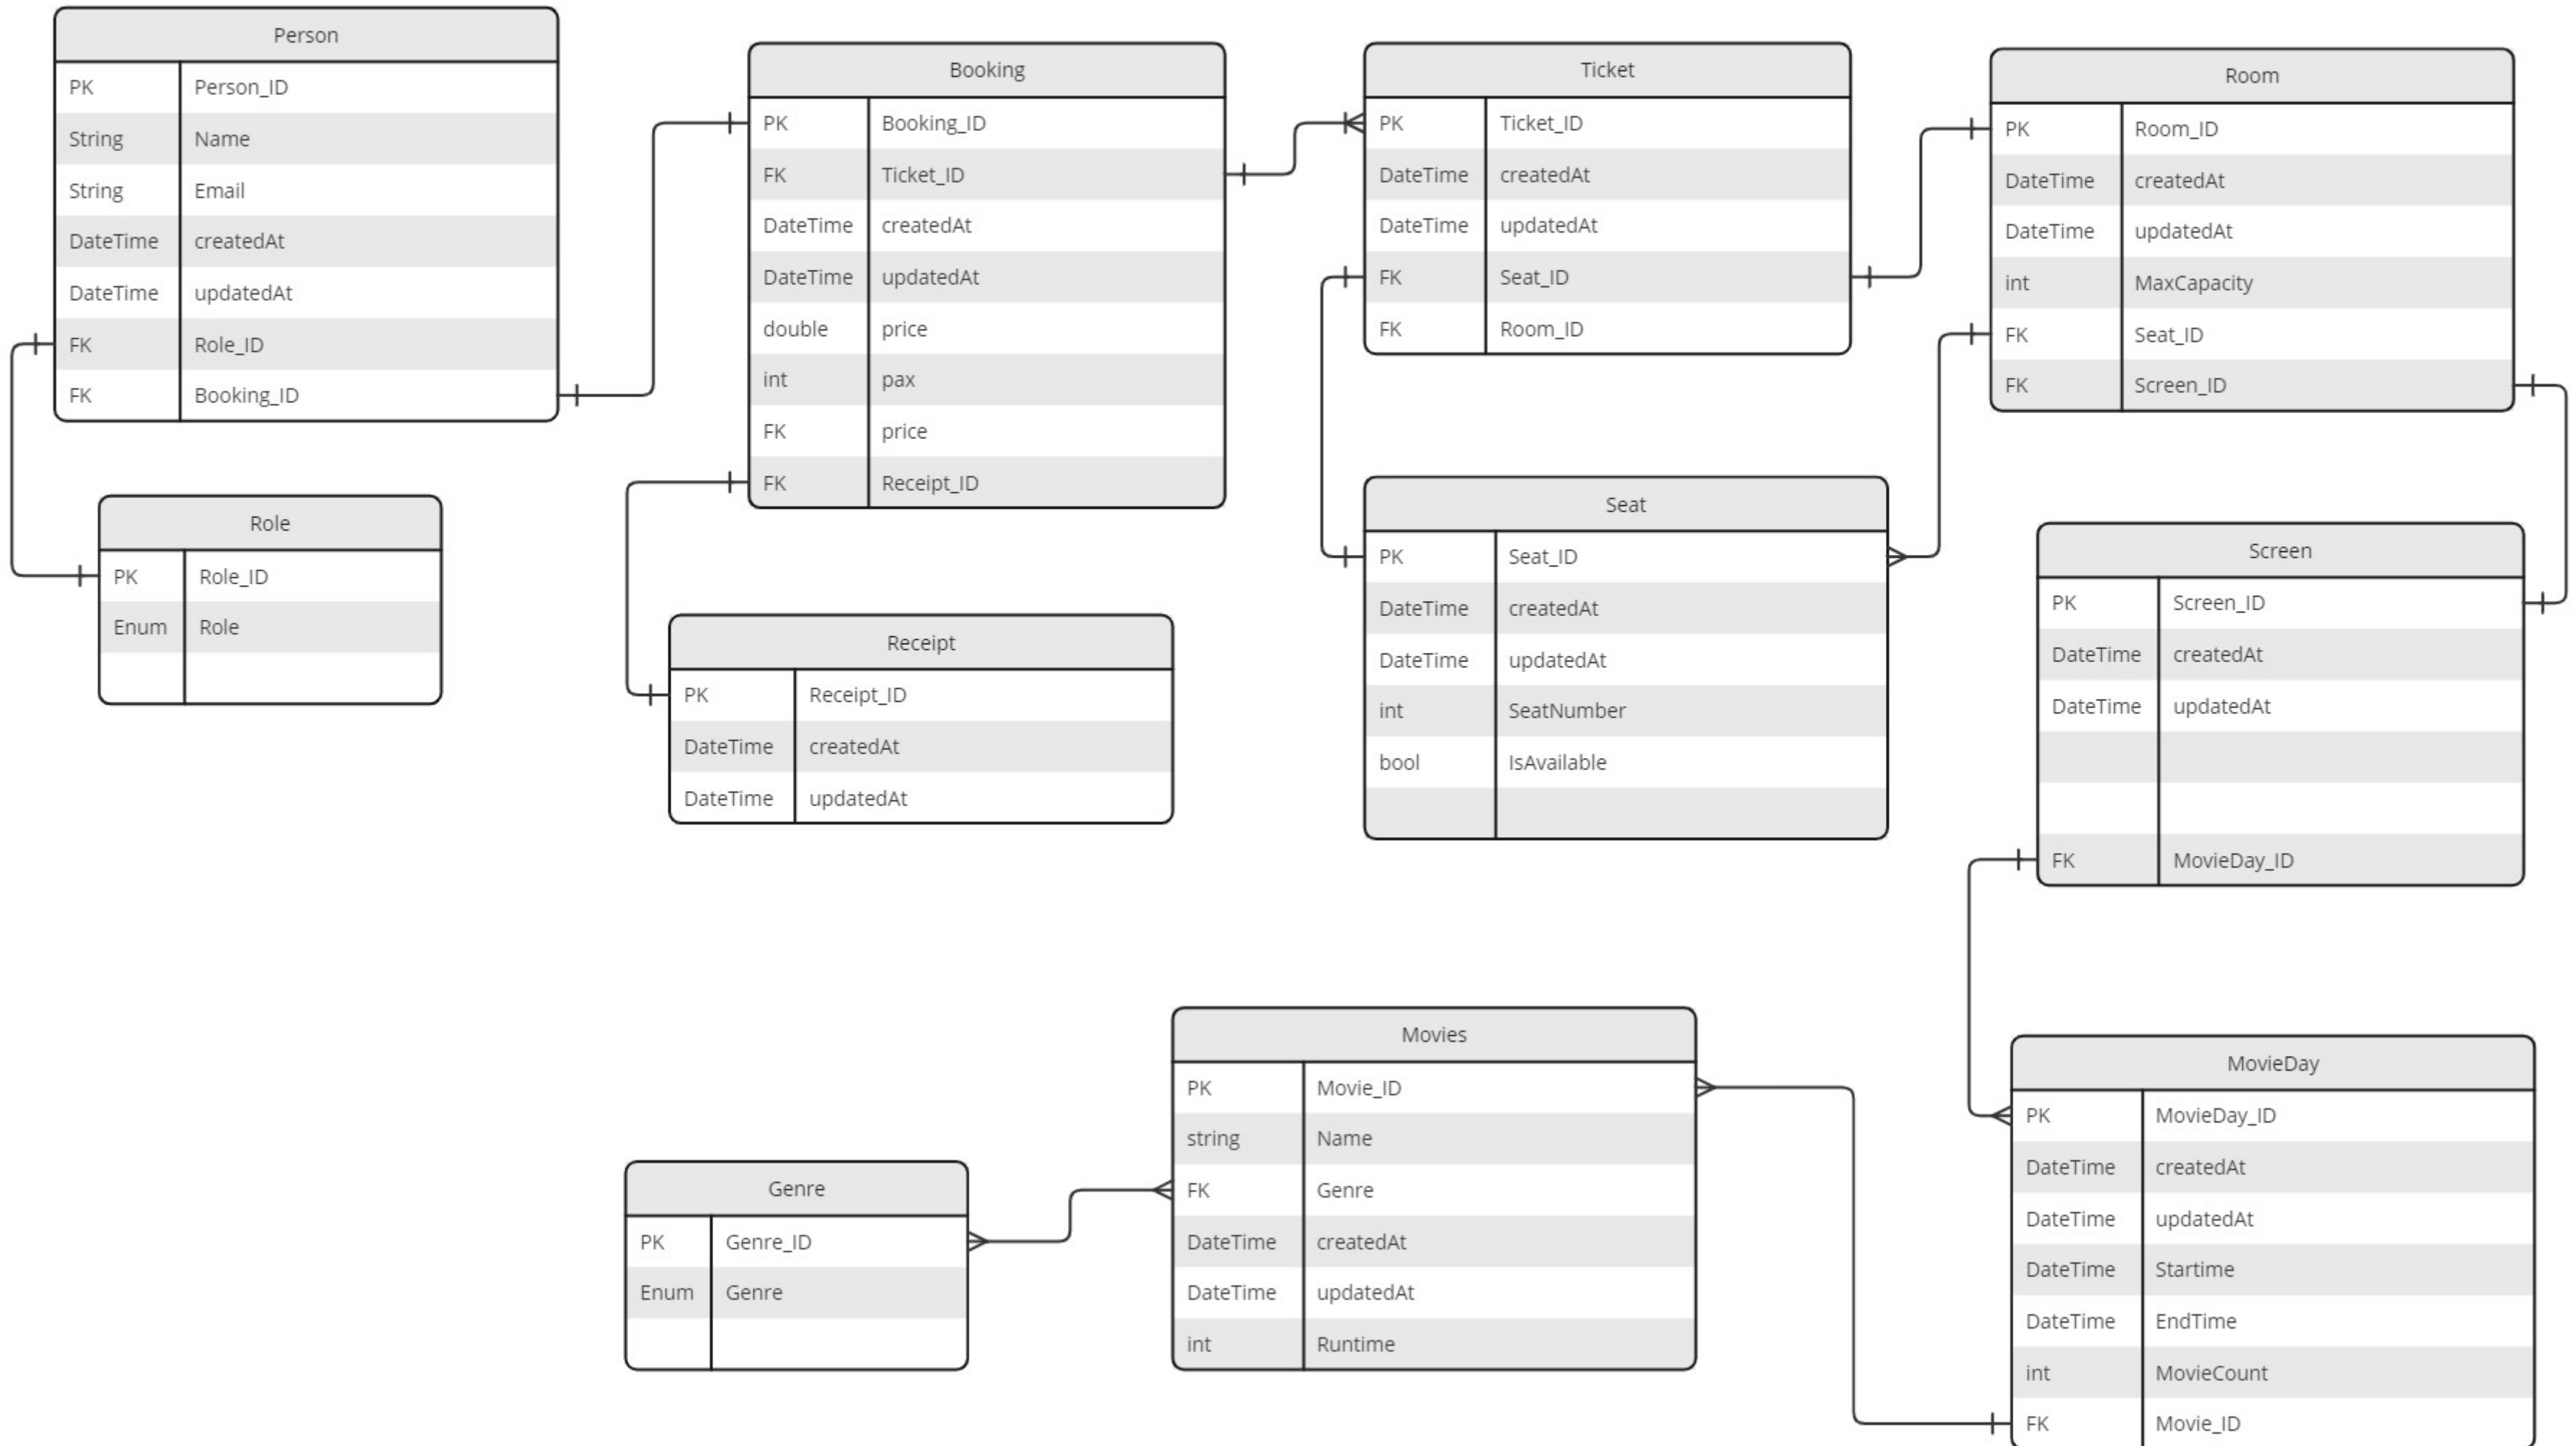 Person
PK Person_ID
String Name
String Email
DateTime createdAt
DateTime updatedAt
FK Role_ID
FK Booking_ID
Booking
PK Booking_ID
FK Ticket_ID
DateTime createdAt
DateTime updatedAt
double price
int pax
FK price
FK Receipt_ID
Ticket
PK Ticket_ID
DateTime createdAt
DateTime updatedAt
FK Seat_ID
FK Room_ID
Room
PK Room_ID
DateTime createdAt
DateTime updatedAt
int MaxCapacity
FK Seat_ID
FK Screen_ID
Role
PK Role_ID
Enum Role
Receipt
PK Receipt_ID
DateTime createdAt
DateTime updatedAt
Seat
PK Seat_ID
DateTime createdAt
DateTime updatedAt
int SeatNumber
bool IsAvailable
Screen
PK Screen_ID
DateTime createdAt
DateTime updatedAt
FK MovieDay_ID
Genre
PK Genre_ID
Enum Genre
Movies
PK Movie_ID
string Name
FK Genre
DateTime createdAt
DateTime updatedAt
int Runtime
MovieDay
PK MovieDay_ID
DateTime createdAt
DateTime updatedAt
DateTime Startime
DateTime EndTime
int MovieCount
FK Movie_ID